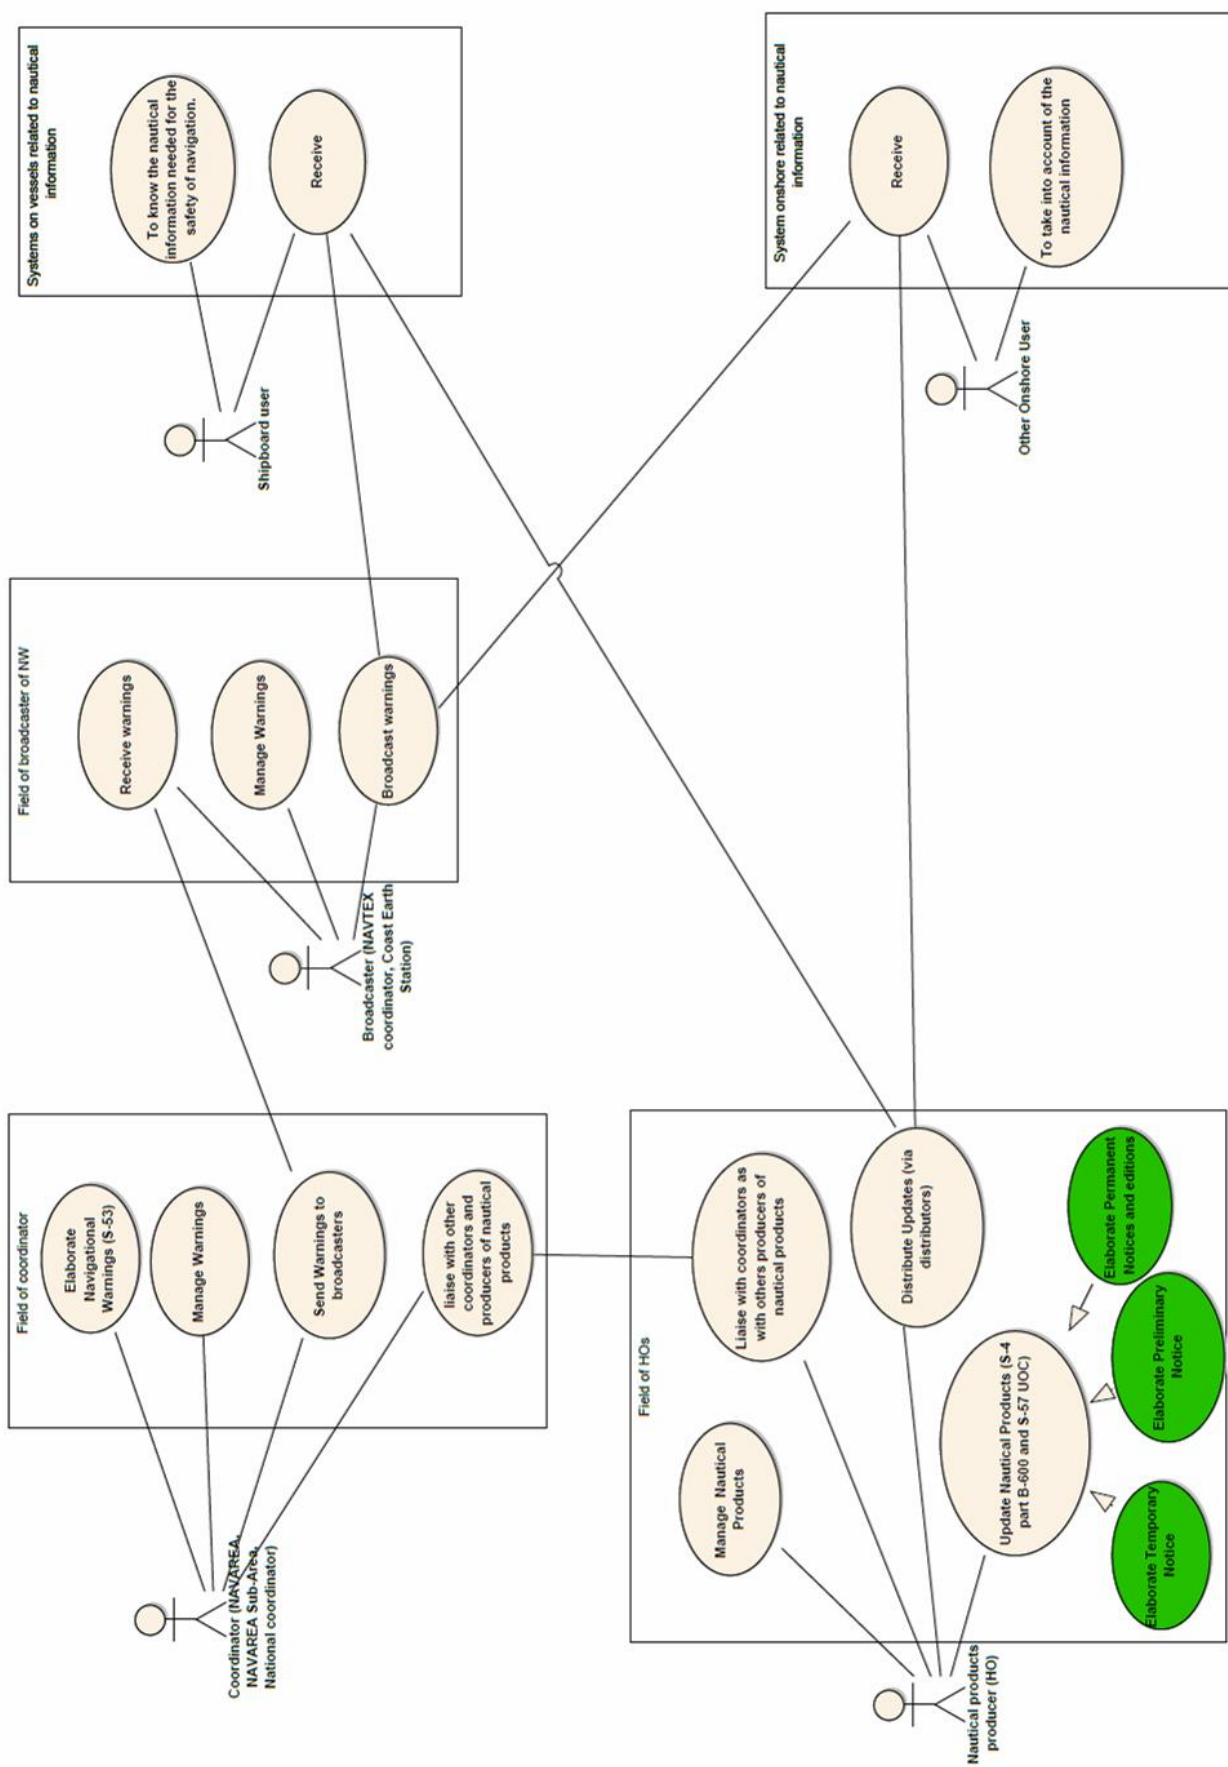 Field of coordinator
Elaborate
Navigational
Warnings (S-53)
Manage Warnings
Send Warnings to
broadcasters
liaise with other
coordinators and
producers of nautical
products
Coordinator (NAVAREA,
NAVAREA Sub-Area,
National coordinator)
Field of broadcaster of NW
Receive warnings
Manage Warnings
Broadcast warnings
Broadcaster (NAVTEX
coordinator, Coast Earth
Station)
Systems on vessels related to nautical
information
To know the nautical
information needed for the
safety of navigation.
Receive
Shipboard user
Field of HOs
Manage Nautical
Products
Liaise with coordinators as
with others producers of
nautical products
Distribute Updates (via
distributors)
Update Nautical Products (S-4
part B-600 and S-57 UOC)
Elaborate Temporary
Notice
Elaborate Preliminary
Notice
Elaborate Permanent
Notices and editions
Nautical products
producer (HO)
System onshore related to nautical
information
Receive
To take into account of the
nautical information
Other Onshore User